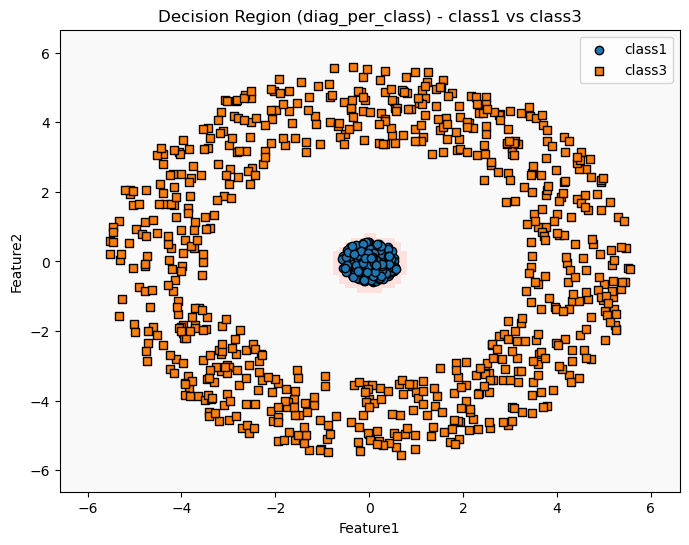 Decision Region (diag_per_class) - class1 vs class3
class1
class3
6
4
2
0
−2
−4
−6
Feature2
−6
−4
−2
0
2
4
6
Feature1